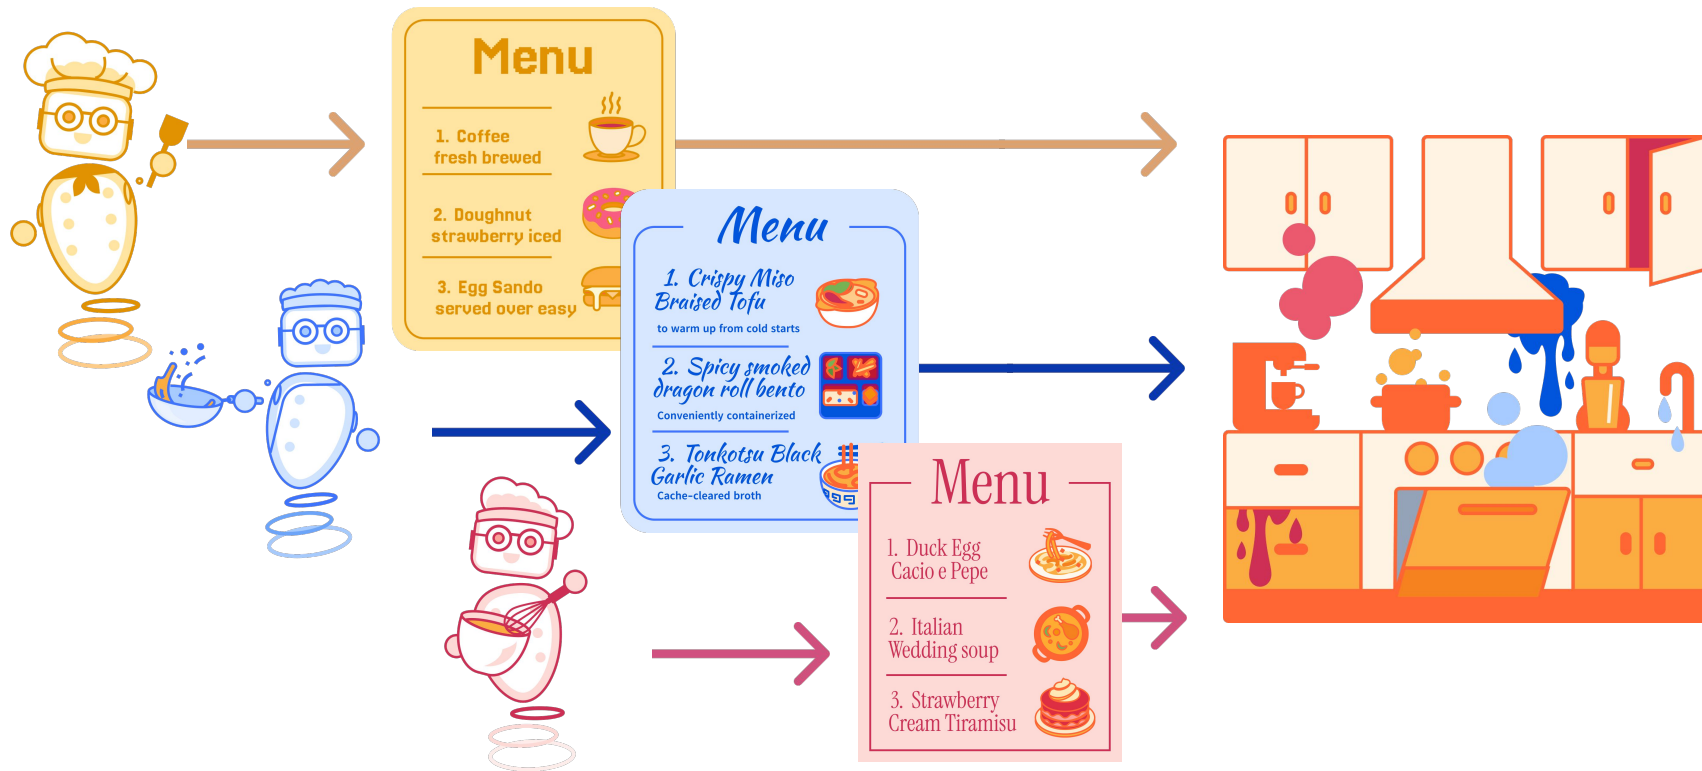 Menu
1. Coffee
fresh brewed
2. Doughnut
strawberry iced
3. Egg Sando
served over easy
Menu
1. Crispy Miso
Braised Tofu
to warm up from cold starts
2. Spicy smoked
dragon roll bento
Conveniently containerized
3. Tonkotsu Black
Garlic Ramen
Cache-cleared broth
Menu
1. Duck Egg
Cacio e Pepe
2. Italian
Wedding soup
3. Strawberry
Cream Tiramisu